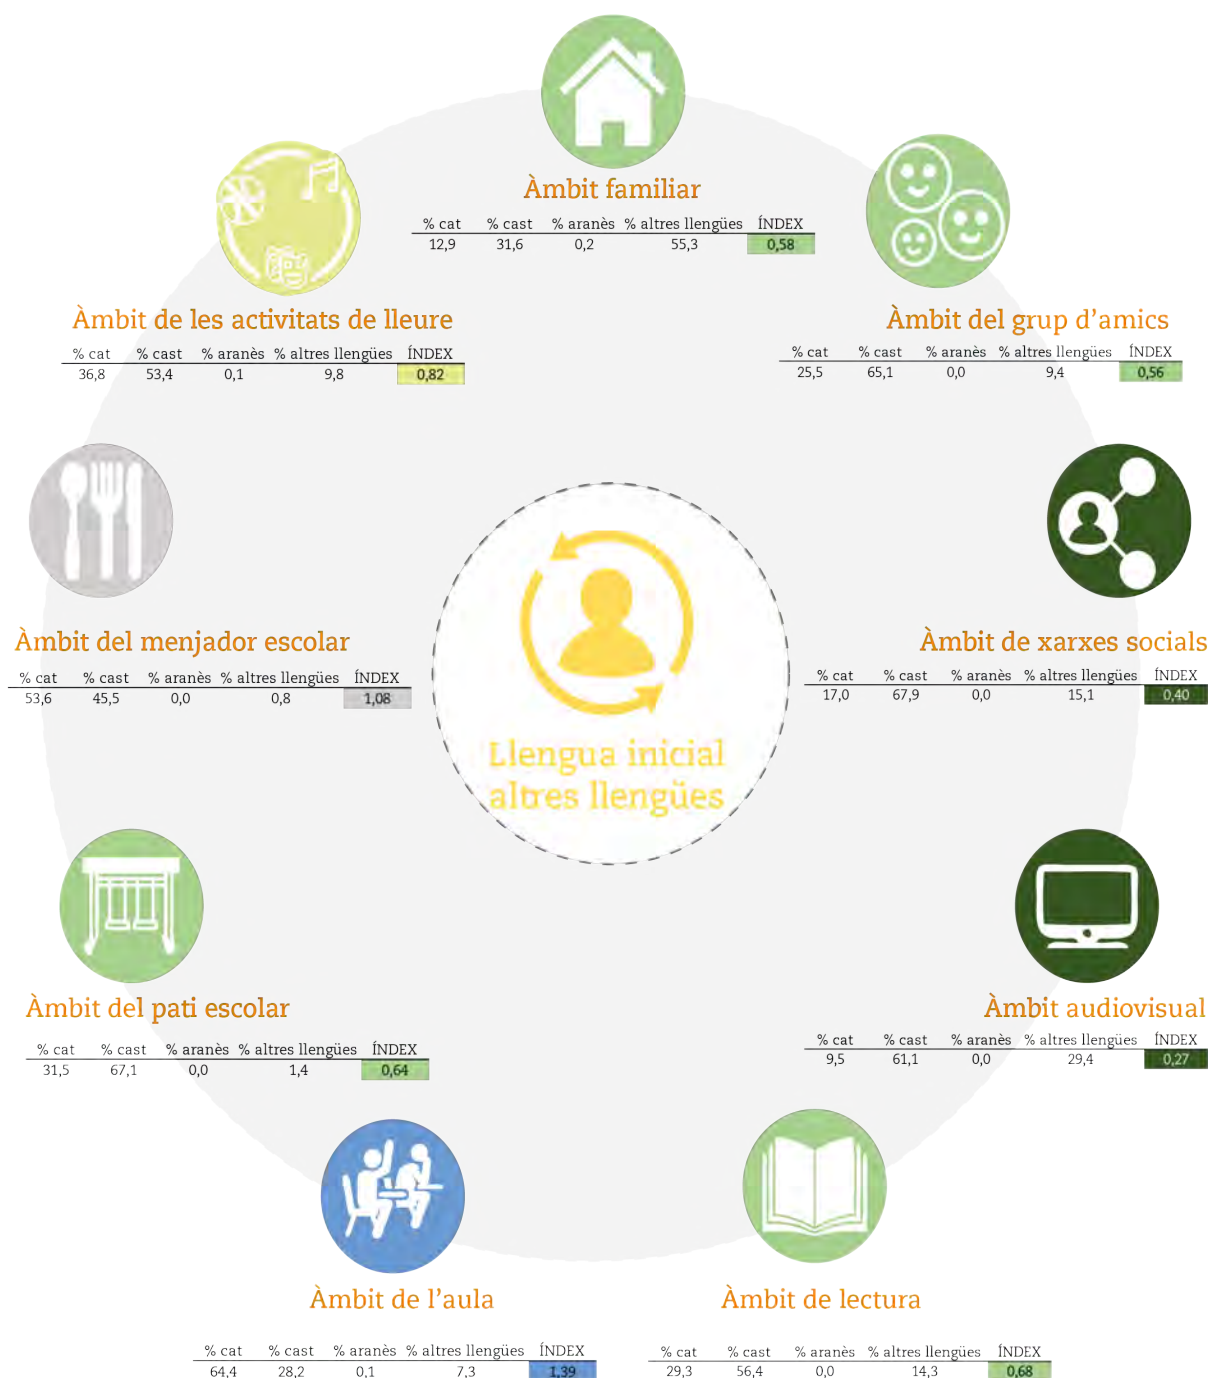 Àmbit familiar
% cat % cast % aranès % altres llengües ÍNDEX
12,9 31,6 0,2 55,3 0,58
Àmbit de les activitats de lleure
% cat % cast % aranès % altres llengües ÍNDEX
36,8 53,4 0,1 9,8 0,82
Àmbit del grup d'amics
% cat % cast % aranès % altres llengües ÍNDEX
25,5 65,1 0,0 9,4 0,56
Àmbit del menjador escolar
% cat % cast % aranès % altres llengües ÍNDEX
53,6 45,5 0,0 0,8 1,08
Àmbit de xarxes socials
% cat % cast % aranès % altres llengües ÍNDEX
17,0 67,9 0,0 15,1 0,40
Llengua inicial
altres llengües
Àmbit del pati escolar
% cat % cast % aranès % altres llengües ÍNDEX
31,5 67,1 0,0 1,4 0,64
Àmbit audiovisual
% cat % cast % aranès % altres llengües ÍNDEX
9,5 61,1 0,0 29,4 0,27
Àmbit de l'aula
% cat % cast % aranès % altres llengües ÍNDEX
64,4 28,2 0,1 7,3 1,39
Àmbit de lectura
% cat % cast % aranès % altres llengües ÍNDEX
29,3 56,4 0,0 14,3 0,68